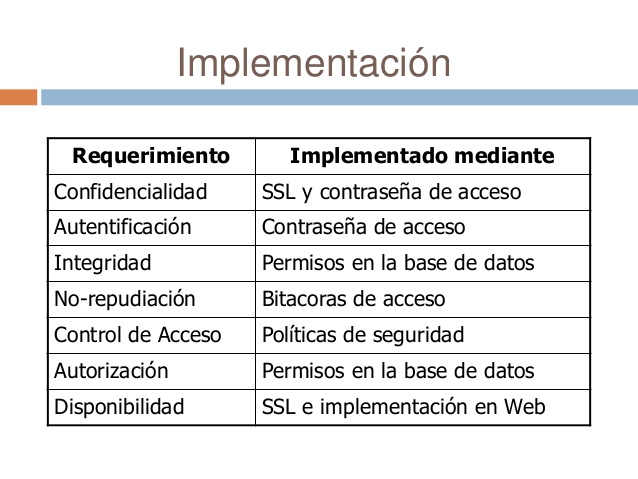 Implementación
Requerimiento Implementado mediante
Confidencialidad SSL y contraseña de acceso
Autentificación Contraseña de acceso
Integridad Permisos en la base de datos
No-repudiación Bitacoras de acceso
Control de Acceso Políticas de seguridad
Autorización Permisos en la base de datos
Disponibilidad SSL e implementación en Web